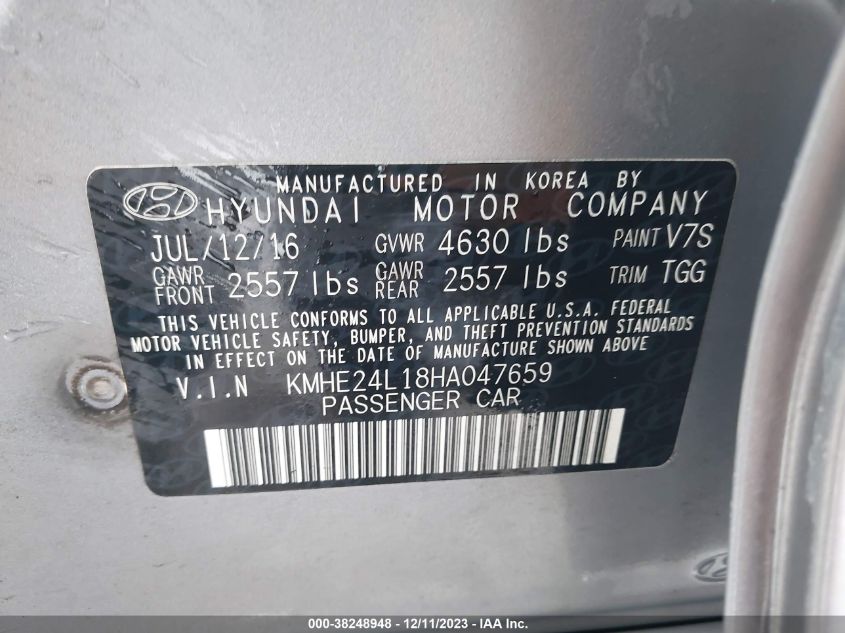 MANUFACTURED IN KOREA BY
HYUNDAI MOTOR COMPANY
JUL/12/16 GVWR 4630 lbs PAINT V7S
GAWR FRONT 2557 lbs GAWR REAR 2557 lbs TRIM TGG
THIS VEHICLE CONFORMS TO ALL APPLICABLE U.S.A. FEDERAL
MOTOR VEHICLE SAFETY, BUMPER, AND THEFT PREVENTION STANDARDS
IN EFFECT ON THE DATE OF MANUFACTURE SHOWN ABOVE
V.I.N KMHE24L18HA047659
PASSENGER CAR
000-38248948 - 12/11/2023 - 1IAA, Inc.